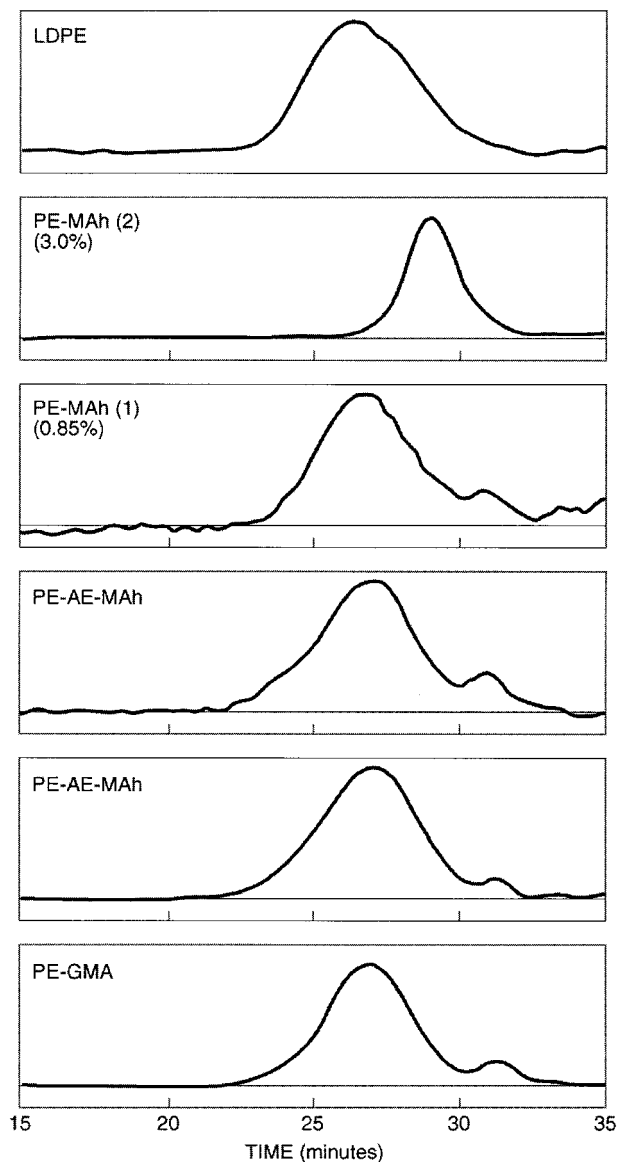 LDPE
PE-MAh (2)
(3.0%)
PE-MAh (1)
(0.85%)
PE-AE-MAh
PE-AE-MAh
PE-GMA
15 20 25 30 35
TIME (minutes)